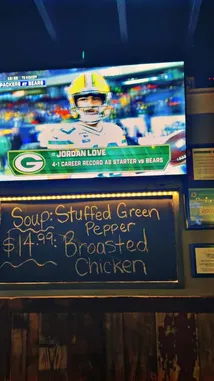 PACKERS AT BEARS
G
JORDAN LOVE
4-1 CAREER RECORD AS STARTER VS BEARS
Soup: Stuffed Green
Pepper
$14.99: Broasted
Chicken